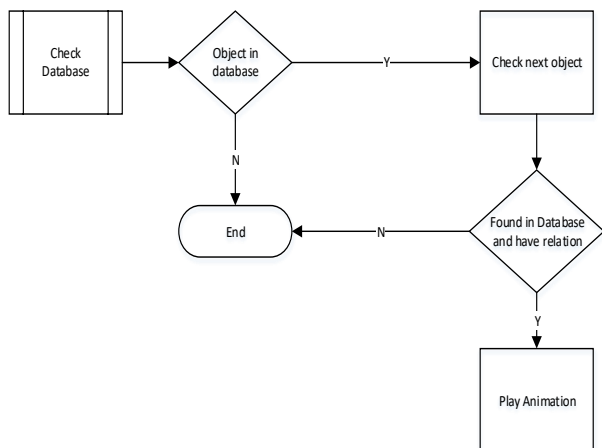 Check
Database
Object in
database
Y
Check next object
N
End
N
Found in Database
and have relation
Y
Play Animation